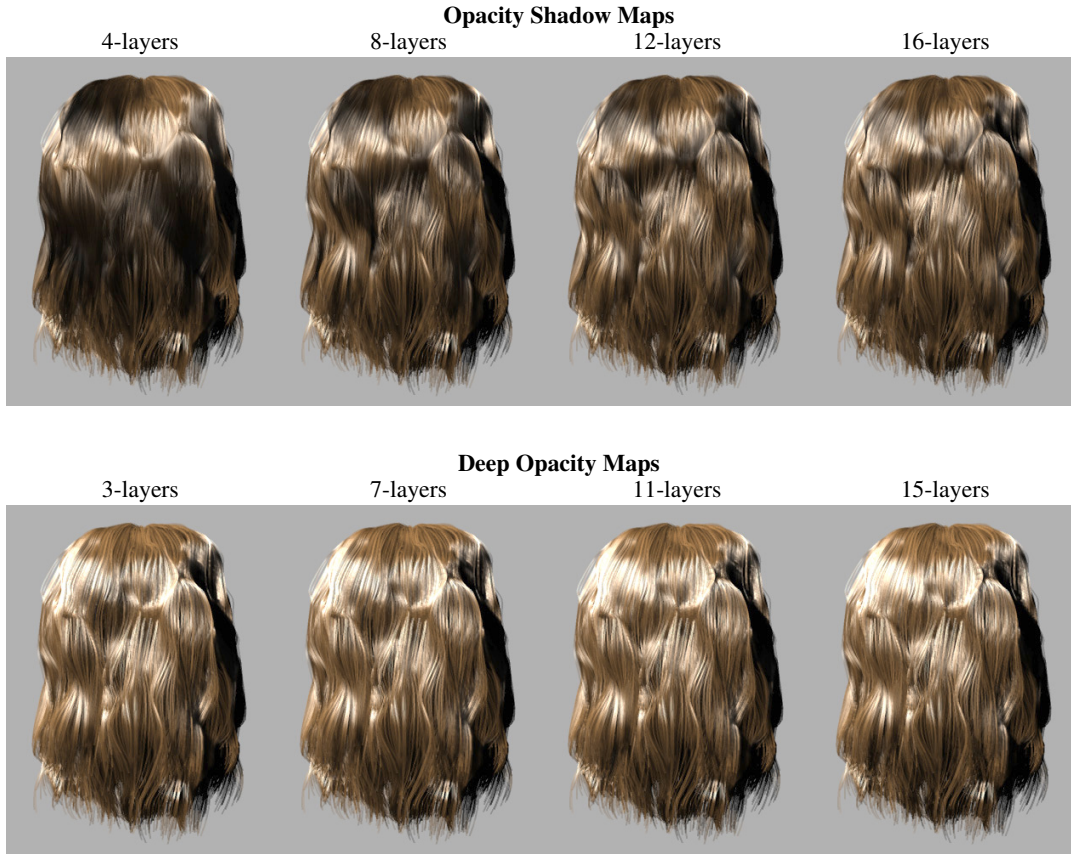 Opacity Shadow Maps
4-layers 8-layers 12-layers 16-layers
Deep Opacity Maps
3-layers 7-layers 11-layers 15-layers